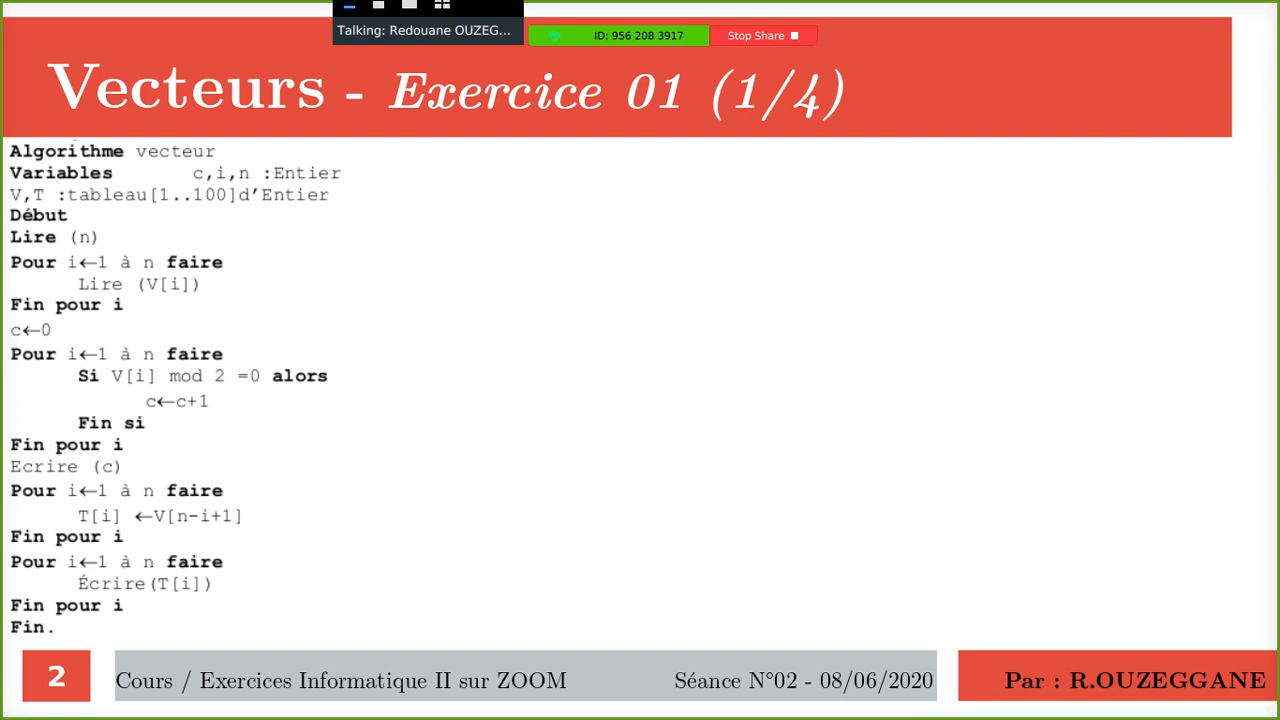 Talking: Redouane OUZEG...
ID: 956 208 3917
Stop Share
Vecteurs - Exercice 01 (1/4)
Algorithme vecteur
Variables c,i,n :Entier
V,T :tableau[1..100]d'Entier
Début
Lire (n)
Pour i←1 à n faire
Lire (V[i])
Fin pour i
c←0
Pour i←1 à n faire
Si V[i] mod 2 =0 alors
c←c+1
Fin si
Fin pour i
Ecrire (c)
Pour i←1 à n faire
T[i] ←V[n-i+1]
Fin pour i
Pour i←1 à n faire
Écrire(T[i])
Fin pour i
Fin.
2
Cours / Exercices Informatique II sur ZOOM
Séance N°02 - 08/06/2020
Par : R.OUZEGGANE